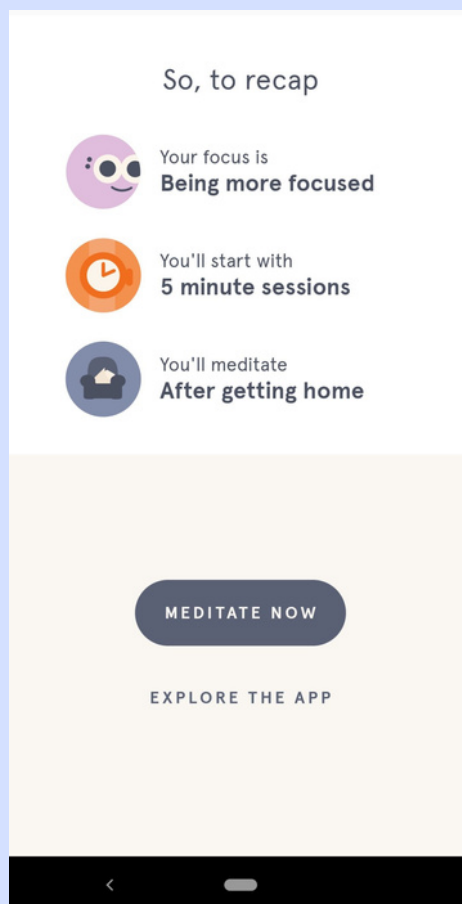 So, to recap
Your focus is
Being more focused
You'll start with
5 minute sessions
You'll meditate
After getting home
MEDITATE NOW
EXPLORE THE APP